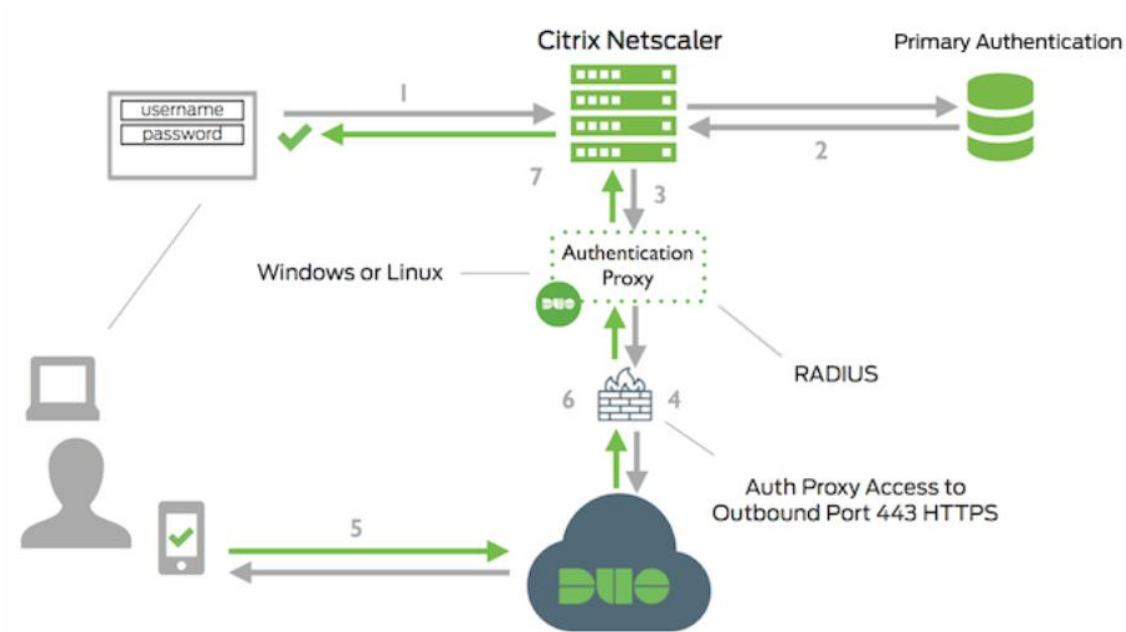 Citrix Netscaler
Primary Authentication
username
password
1
2
7
3
Authentication
Proxy
Windows or Linux
DUO
RADIUS
6
4
Auth Proxy Access to
Outbound Port 443 HTTPS
5
DUO